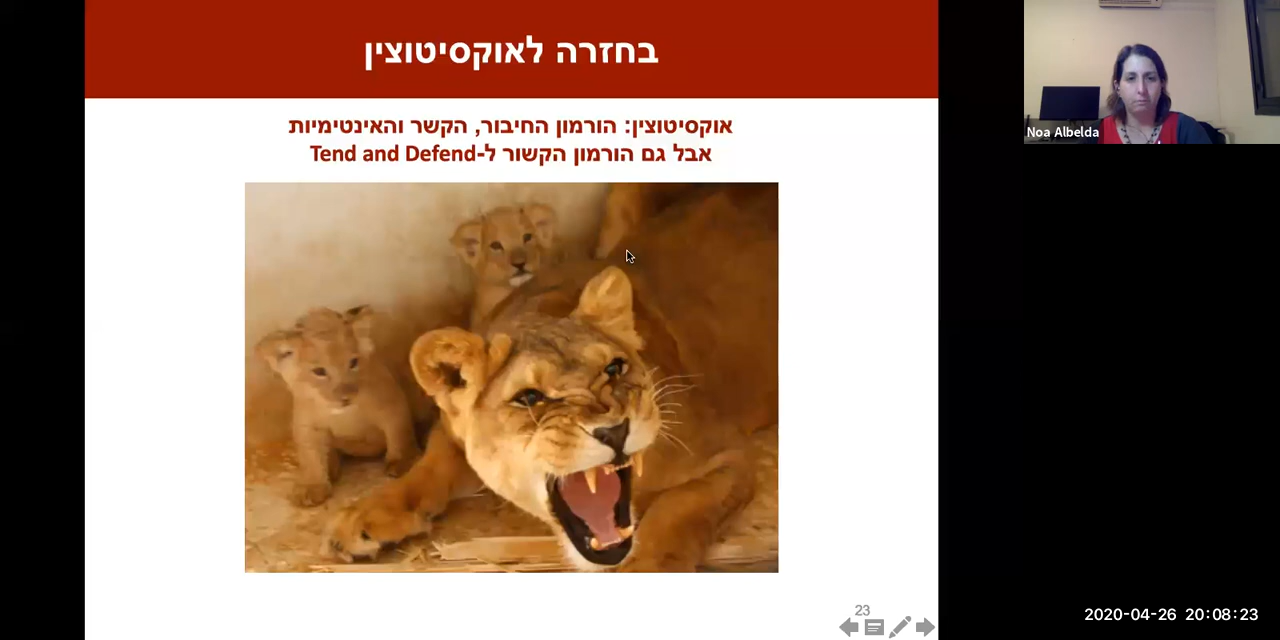 בחזרה לאוקסיטוצין
אוקסיטוצין: הורמון החיבור, הקשר והאינטימיות
אבל גם הורמון הקשור ל-Tend and Defend
Noa Albelda
23
2020-04-26 20:08:23